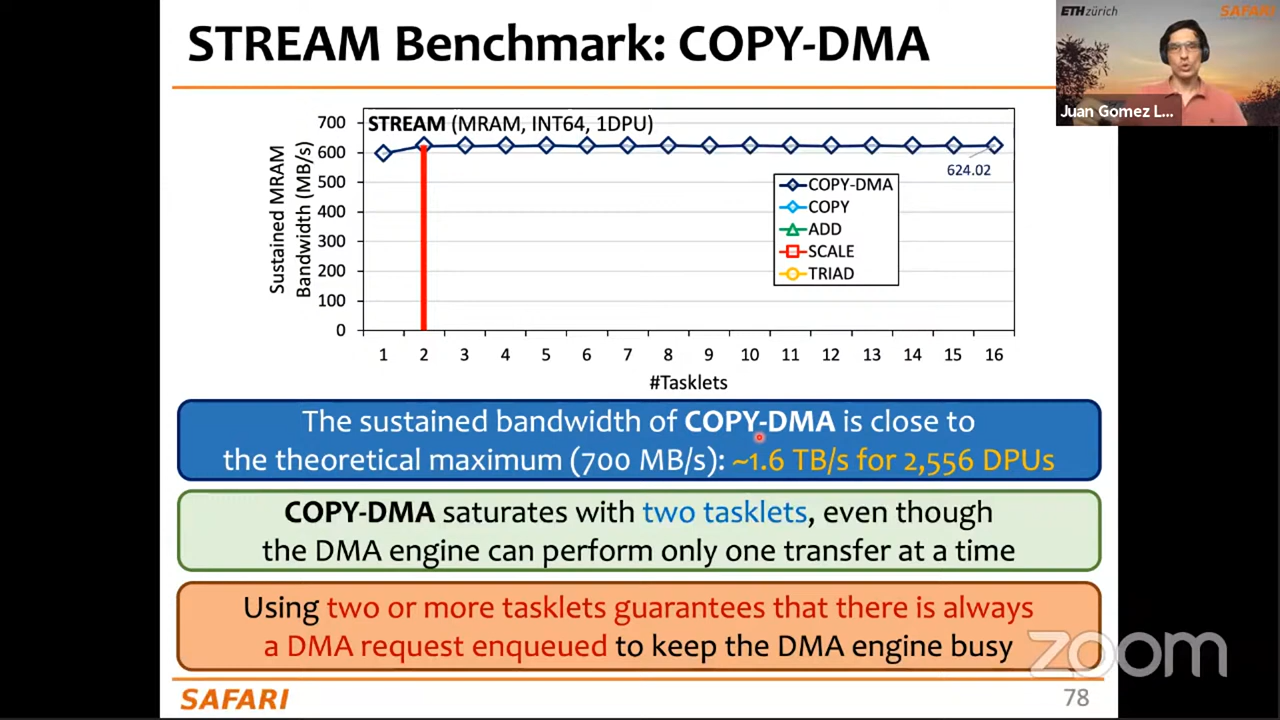 STREAM Benchmark: COPY-DMA
ETH zürich
SAFARI
Juan Gomez L...
STREAM (MRAM, INT64, 1DPU)
Sustained MRAM
Bandwidth (MB/s)
700
600
500
400
300
200
100
0
624.02
COPY-DMA
COPY
ADD
SCALE
TRIAD
1 2 3 4 5 6 7 8 9 10 11 12 13 14 15 16
#Tasklets
The sustained bandwidth of COPY-DMA is close to
the theoretical maximum (700 MB/s): ~1.6 TB/s for 2,556 DPUs
COPY-DMA saturates with two tasklets, even though
the DMA engine can perform only one transfer at a time
Using two or more tasklets guarantees that there is always
a DMA request enqueued to keep the DMA engine busy
zoom
SAFARI
78